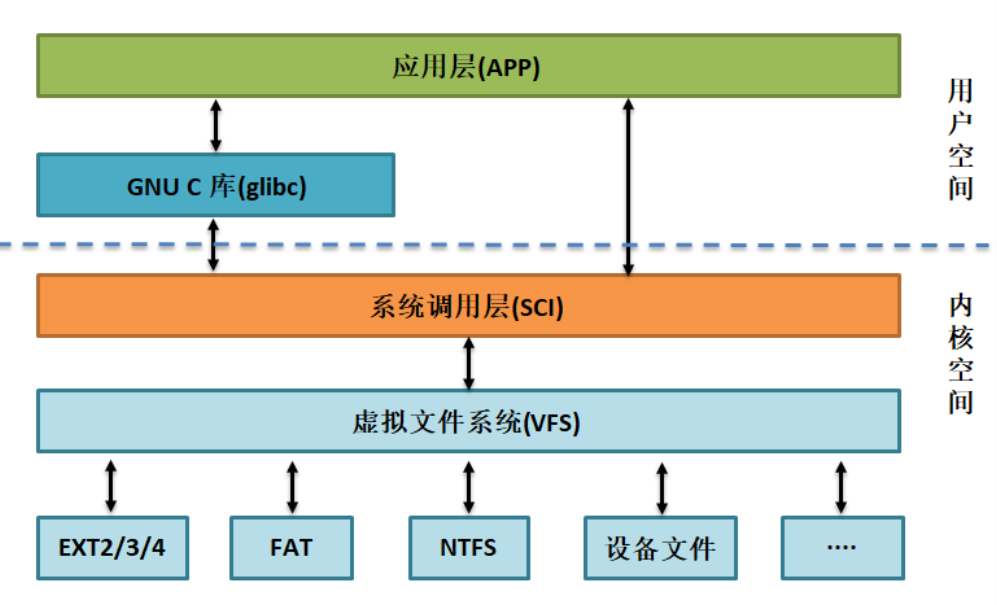 应用层(APP)
用户空间
GNU C 库(glibc)
系统调用层(SCI)
内核空间
虚拟文件系统(VFS)
EXT2/3/4
FAT
NTFS
设备文件
....